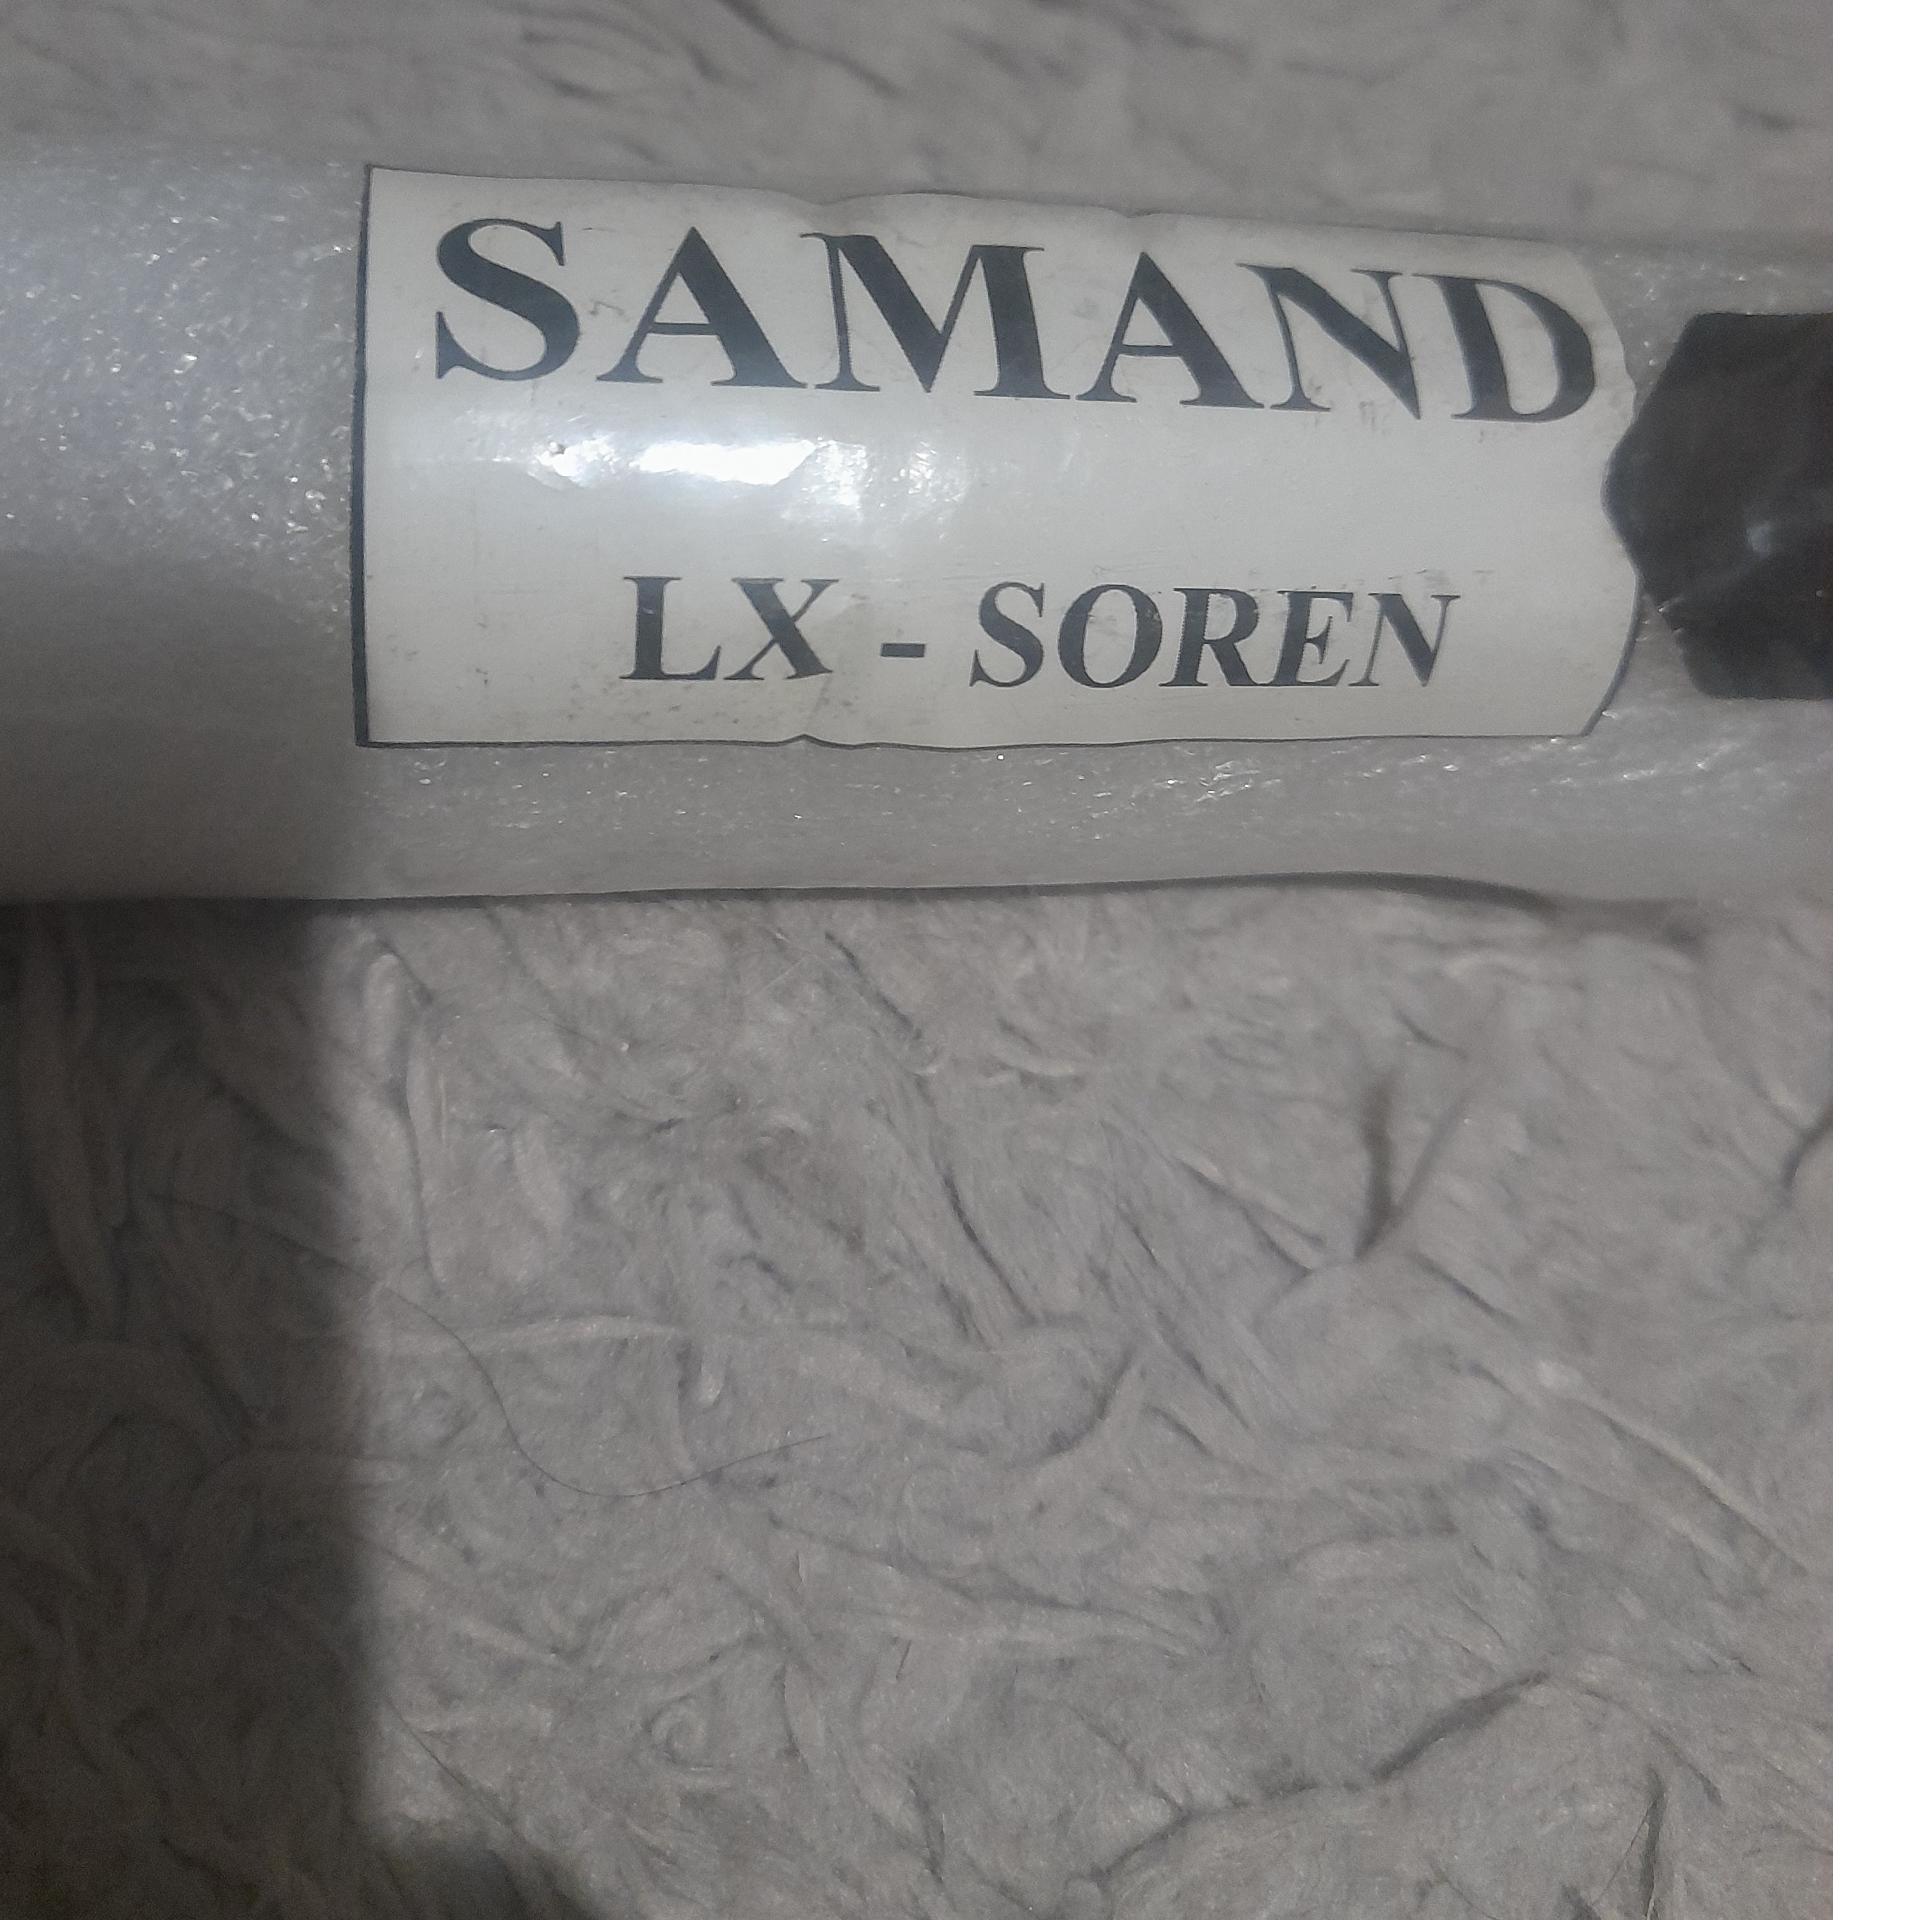 SAMAND
LX - SOREN